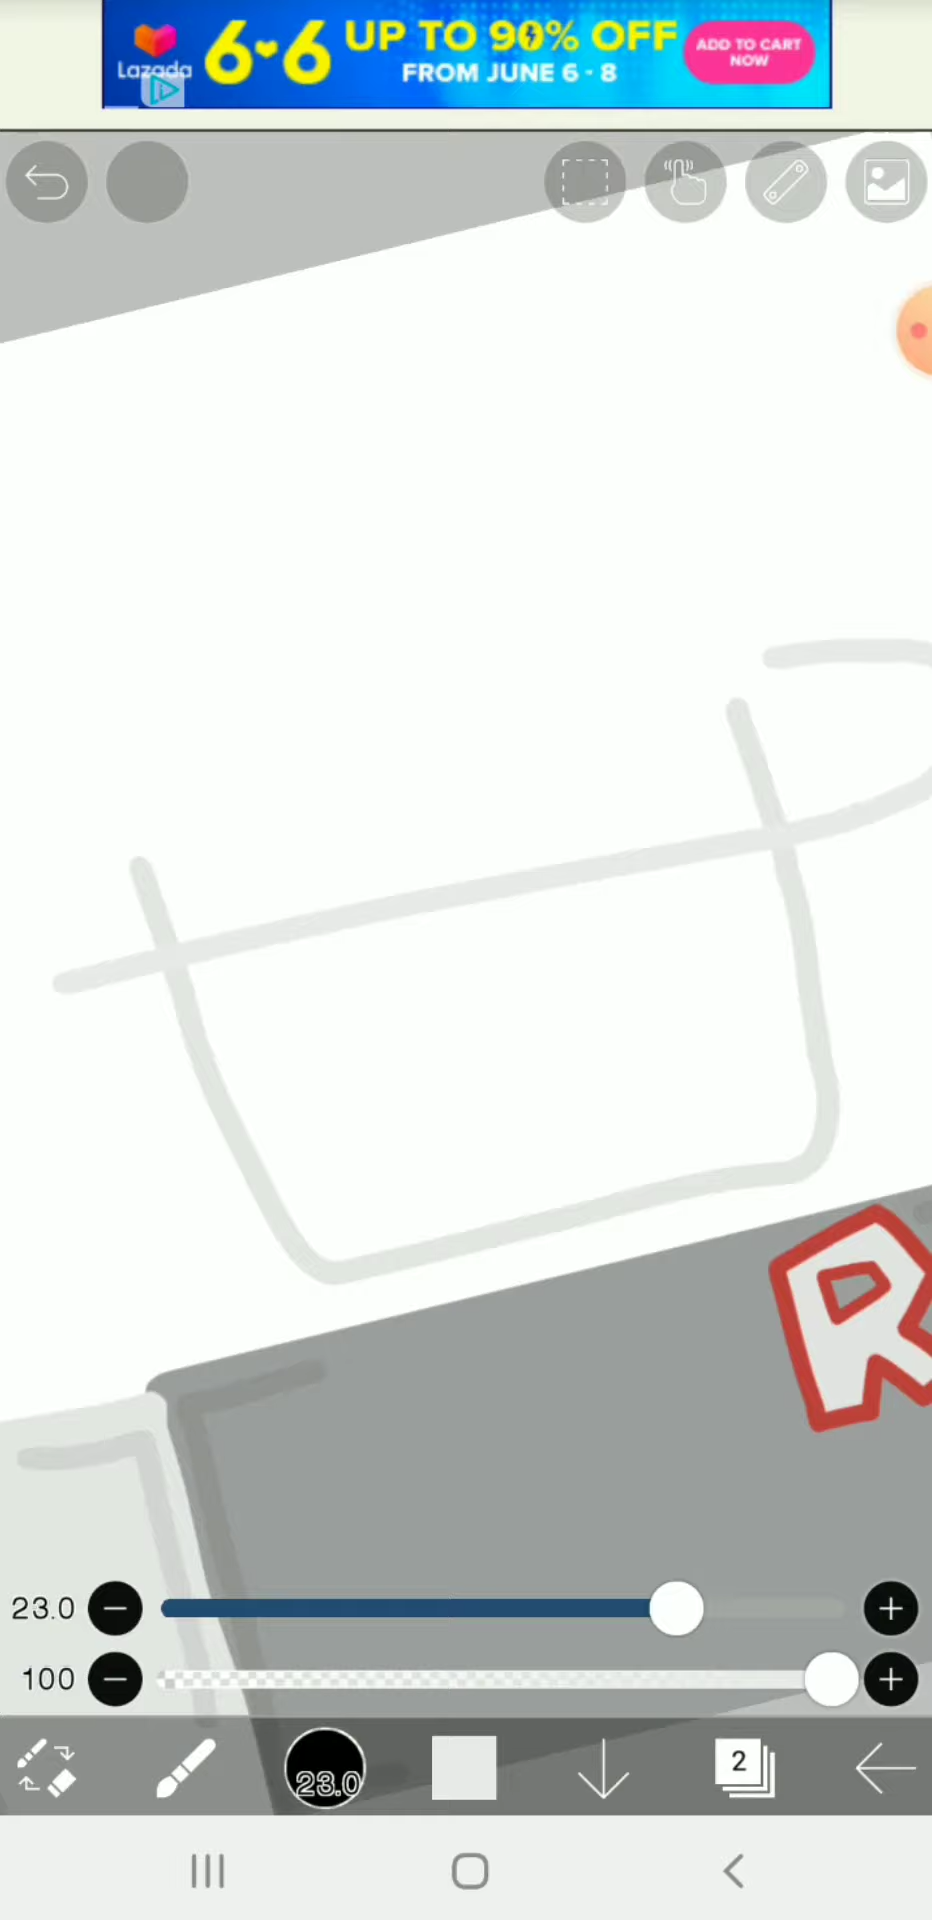 Lazada
6♥6
UP TO 90% OFF
FROM JUNE 6 - 8
ADD TO CART
NOW
R
23.0
100
23.0
2